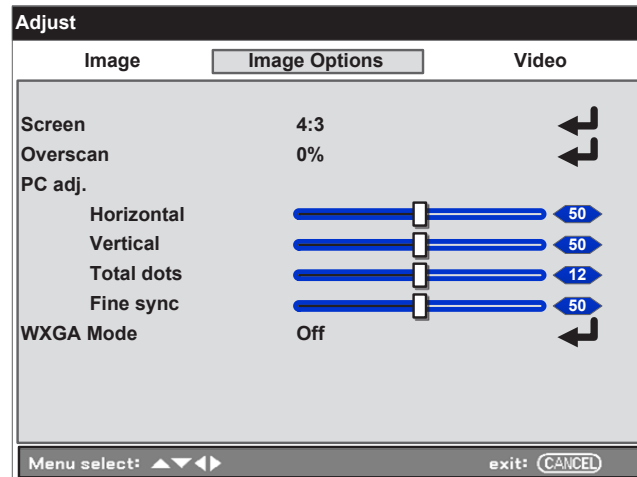 Adjust
Image Image Options Video
Screen 4:3
Overscan 0%
PC adj.
Horizontal 50
Vertical 50
Total dots 12
Fine sync 50
WXGA Mode Off
Menu select: exit: CANCEL